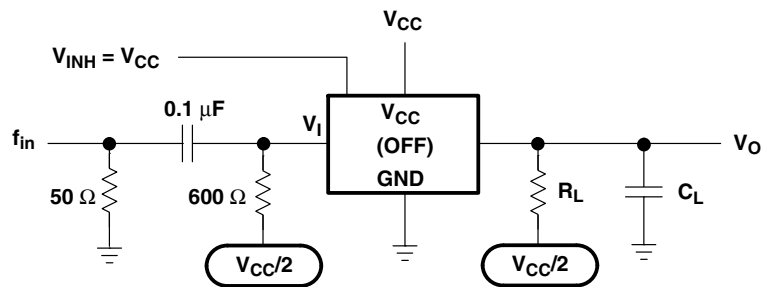 V_CC
V_INH = V_CC
0.1 μF
V_I
V_CC
f_in
(OFF)
V_O
GND
50 Ω
600 Ω
R_L
C_L
V_CC/2
V_CC/2